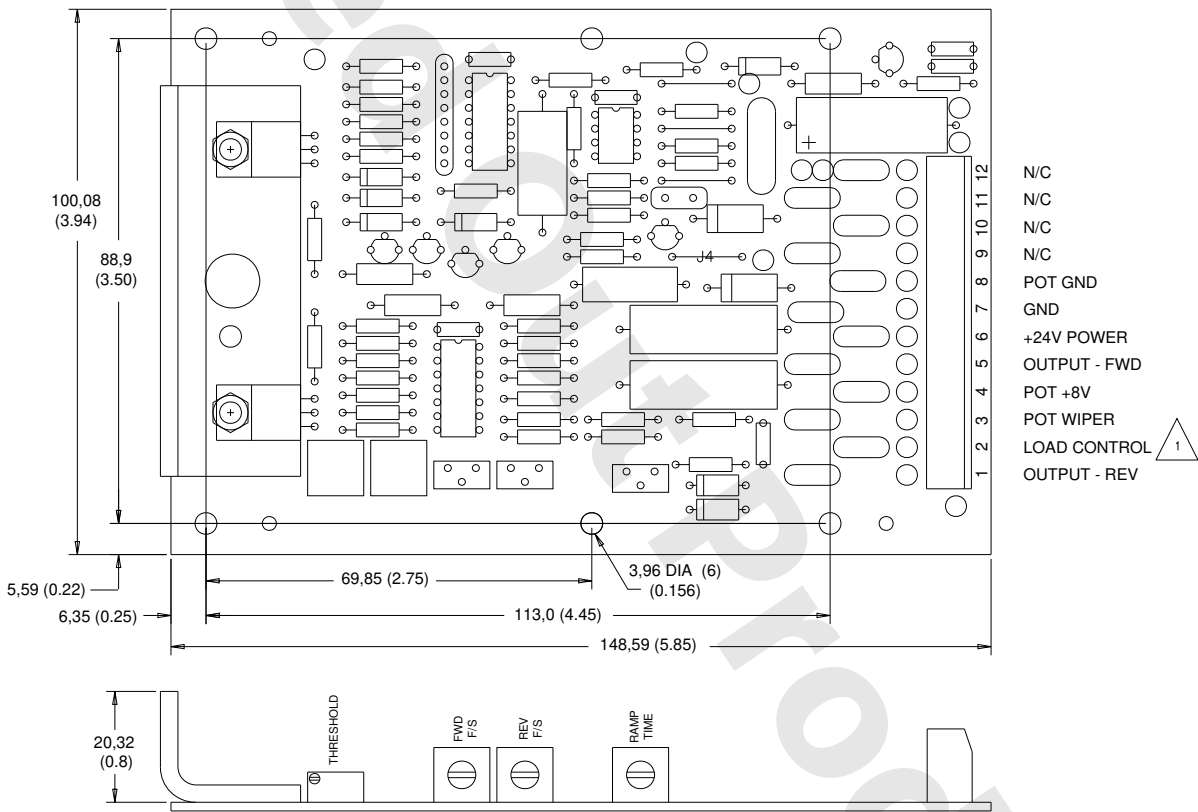 100,08
(3.94)
88,9
(3.50)
+
J4
12 N/C
11 N/C
10 N/C
9 N/C
8 POT GND
7 GND
6 +24V POWER
5 OUTPUT - FWD
4 POT +8V
3 POT WIPER
2 LOAD CONTROL 1
1 OUTPUT - REV
5,59 (0.22)
6,35 (0.25)
69,85 (2.75)
3,96 DIA (6)
(0.156)
113,0 (4.45)
148,59 (5.85)
20,32
(0.8)
THRESHOLD
FWD
F/S
REV
F/S
RAMP
TIME
ed Out Prod